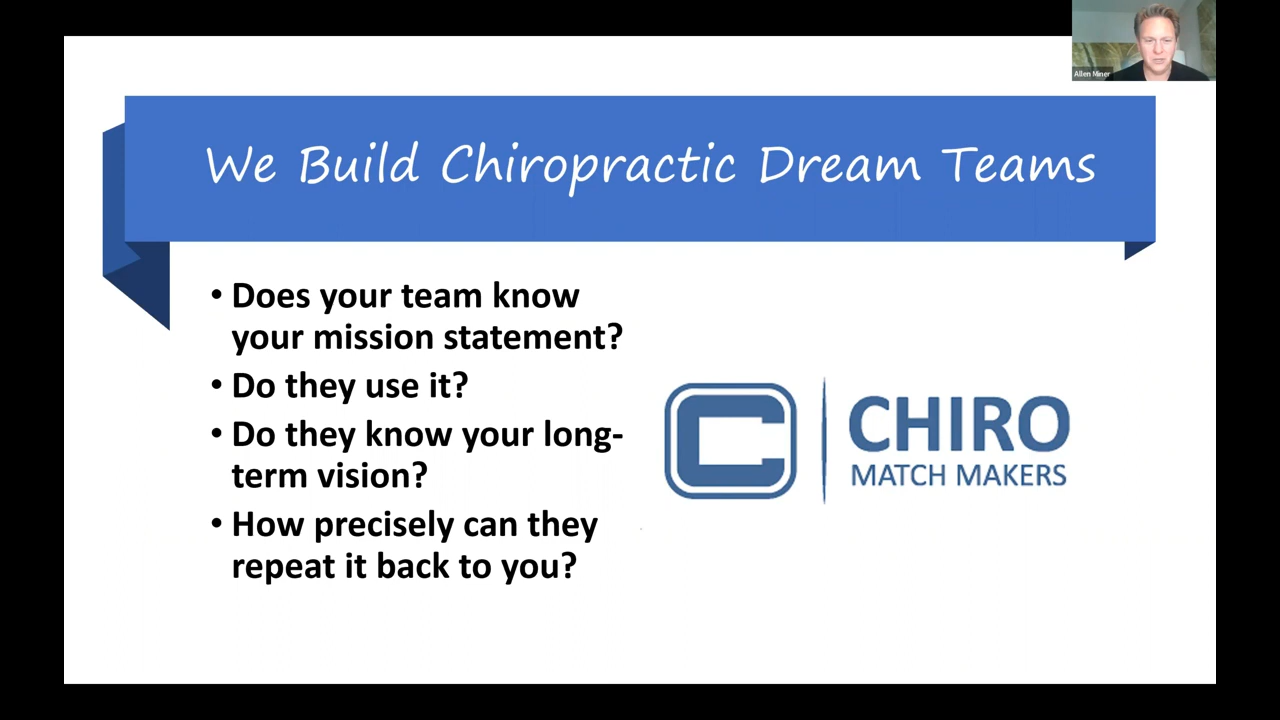 Allen Miner
We Build Chiropractic Dream Teams
• Does your team know
your mission statement?
• Do they use it?
• Do they know your long-
term vision?
• How precisely can they
repeat it back to you?
C
CHIRO
MATCH MAKERS